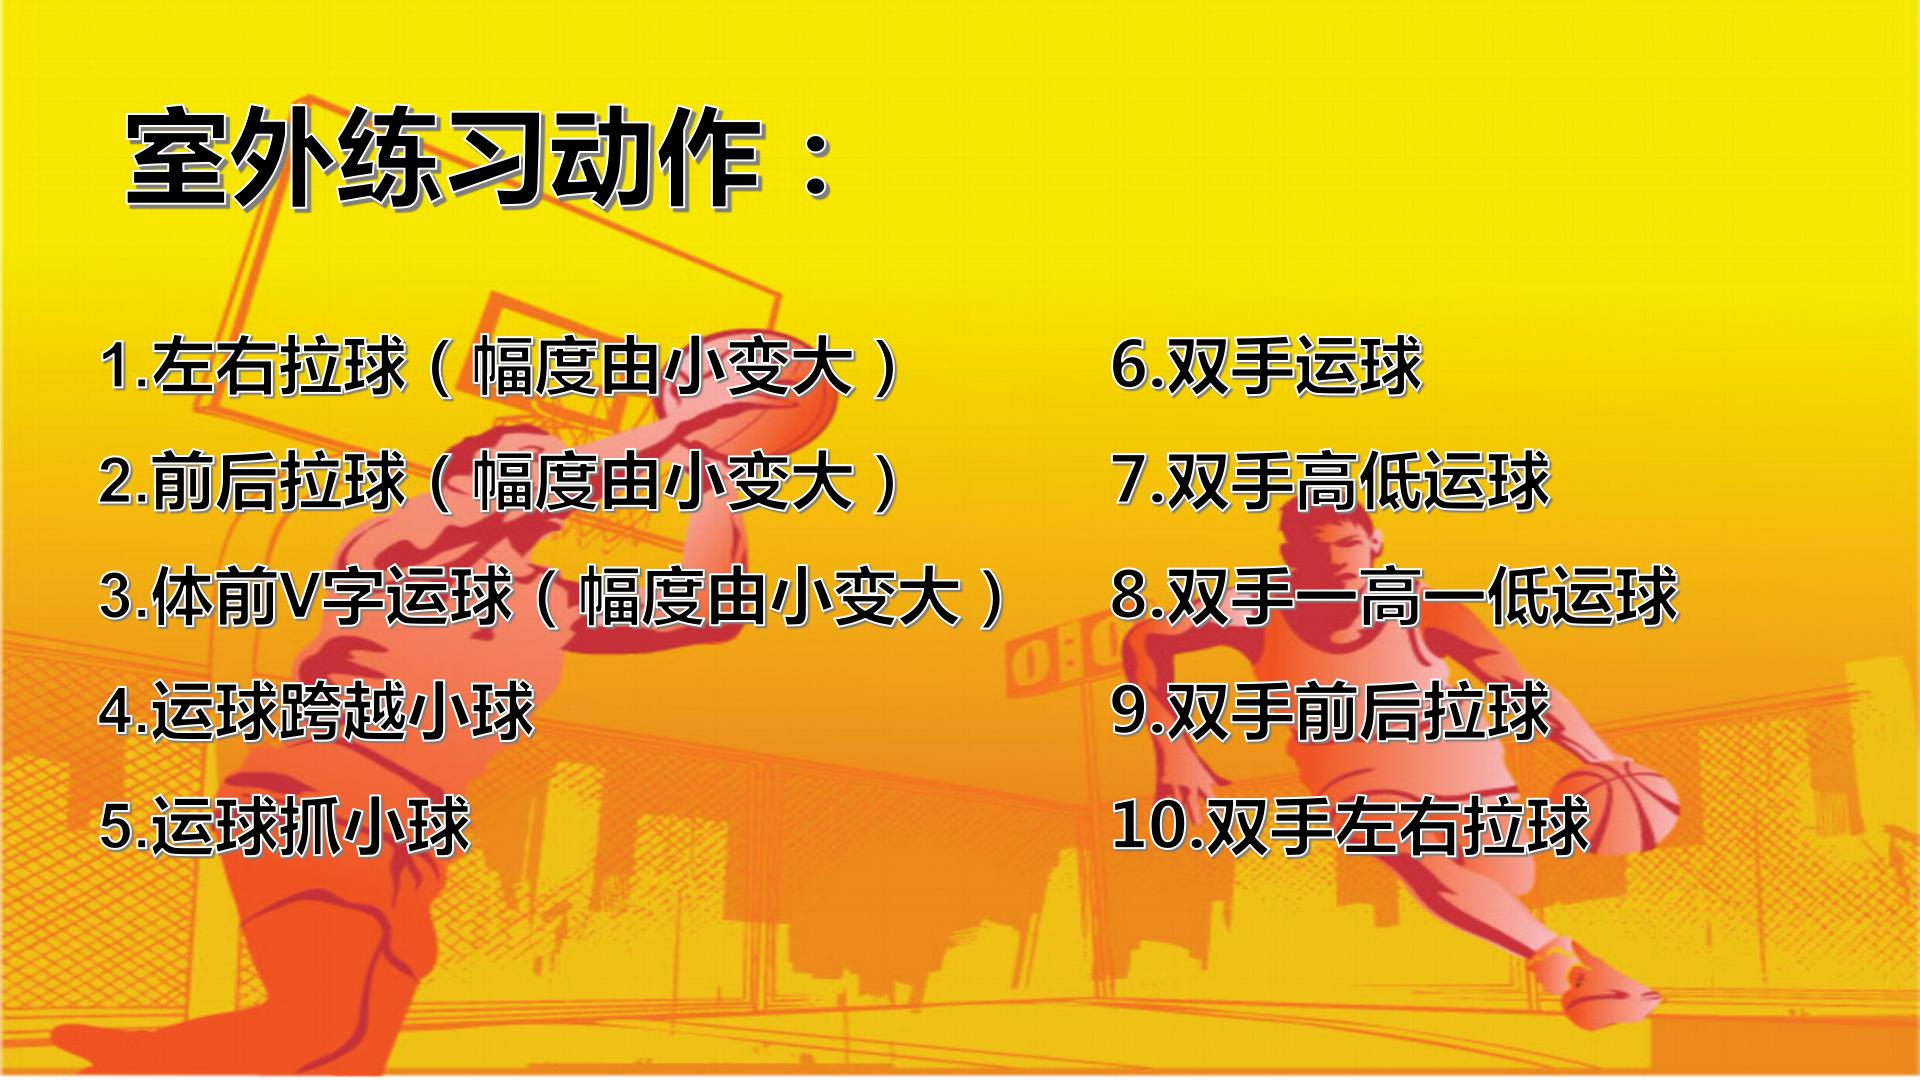 室外练习动作：
1.左右拉球（幅度由小变大）
2.前后拉球（幅度由小变大）
3.体前V字运球（幅度由小变大）
4.运球跨越小球
5.运球抓小球
6.双手运球
7.双手高低运球
8.双手一高一低运球
9.双手前后拉球
10.双手左右拉球